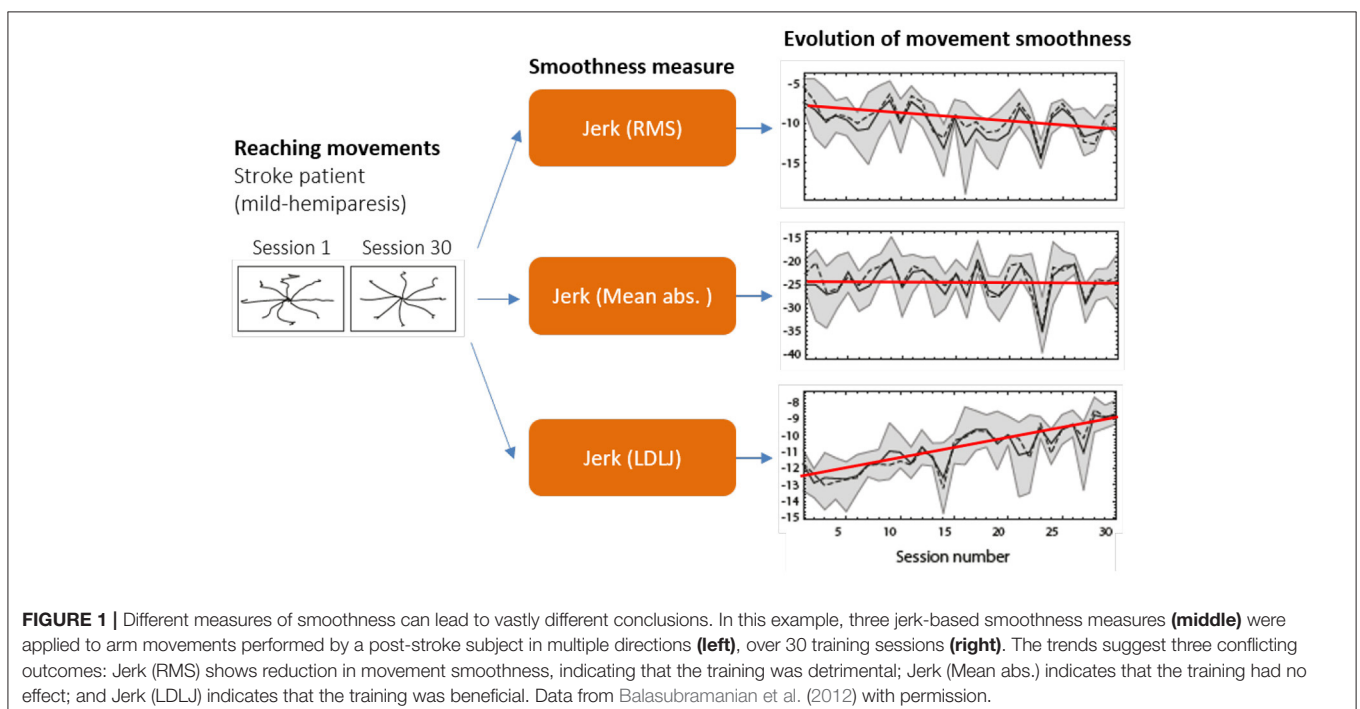 Evolution of movement smoothness
Smoothness measure
Reaching movements
Stroke patient
(mild-hemiparesis)
Session 1 Session 30
Jerk (RMS)
Jerk (Mean abs. )
Jerk (LDLJ)
-5
-10
-15
-15
-20
-25
-30
-35
-40
-8
-9
-10
-11
-12
-13
-14
-15
5 10 15 20 25 30
Session number
FIGURE 1 | Different measures of smoothness can lead to vastly different conclusions. In this example, three jerk-based smoothness measures (middle) were
applied to arm movements performed by a post-stroke subject in multiple directions (left), over 30 training sessions (right). The trends suggest three conflicting
outcomes: Jerk (RMS) shows reduction in movement smoothness, indicating that the training was detrimental; Jerk (Mean abs.) indicates that the training had no
effect; and Jerk (LDLJ) indicates that the training was beneficial. Data from Balasubramanian et al. (2012) with permission.